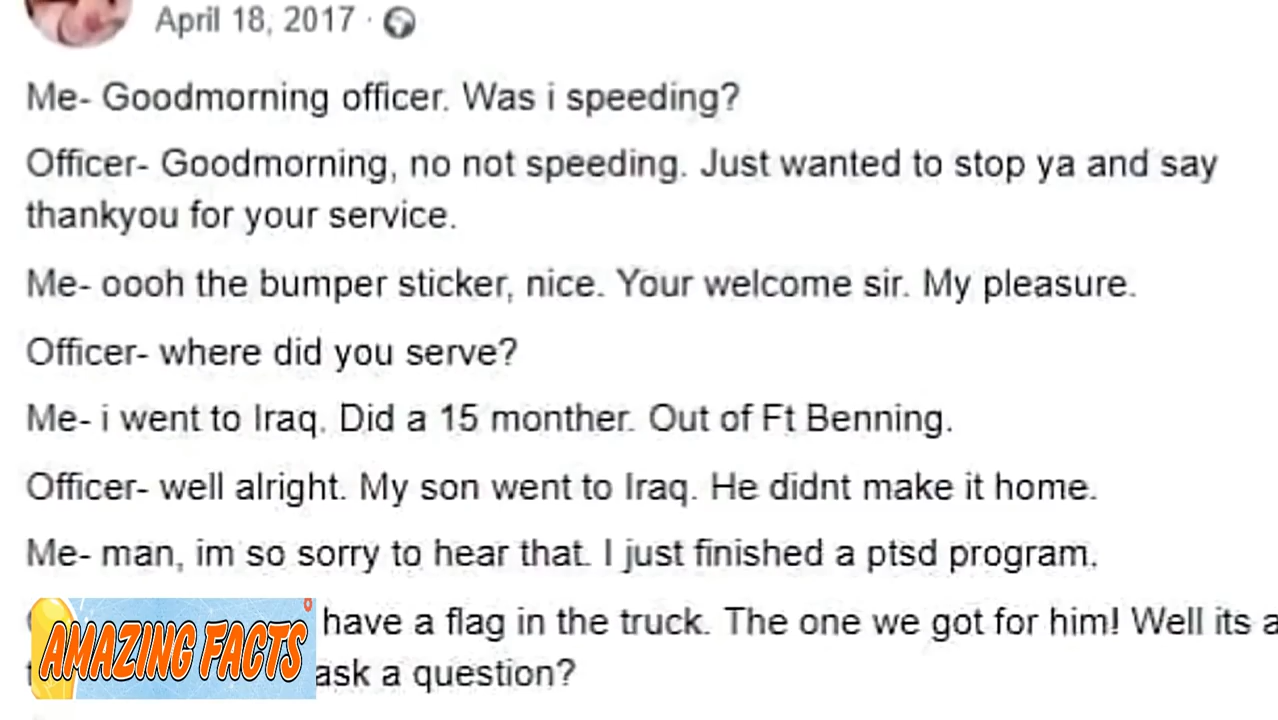 April 18, 2017 ·
Me- Goodmorning officer. Was i speeding?
Officer- Goodmorning, no not speeding. Just wanted to stop ya and say
thankyou for your service.
Me- oooh the bumper sticker, nice. Your welcome sir. My pleasure.
Officer- where did you serve?
Me- i went to Iraq. Did a 15 monther. Out of Ft Benning.
Officer- well alright. My son went to Iraq. He didnt make it home.
Me- man, im so sorry to hear that. I just finished a ptsd program.
have a flag in the truck. The one we got for him! Well its a
AMAZING FACTS
ask a question?